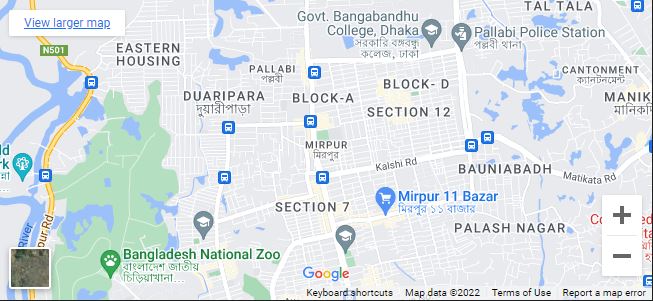 View larger map
N501
EASTERN
HOUSING
Govt. Bangabandhu
College, Dhaka
সরকারি বঙ্গবন্ধু
কলেজ, ঢাকা
Pallabi Police Station
পল্লবী থানা
TAL TALA
PALLABI
পল্লবী
DUARIPARA
দুয়ারীপাড়া
BLOCK-A
BLOCK- D
SECTION 12
CANTONMENT
ক্যানটনমেন্ট
MANIK
মানিকদি
MIRPUR
মিরপুর
Kalshi Rd
BAUNIABADH
Matikata Rd
SECTION 7
Mirpur 11 Bazar
মিরপুর ১১ বাজার
PALASH NAGAR
River
Bangladesh National Zoo
বাংলাদেশ জাতীয়
চিড়িয়াখানা...
Google
Keyboard shortcuts
Map data ©2022
Terms of Use
Report a map error